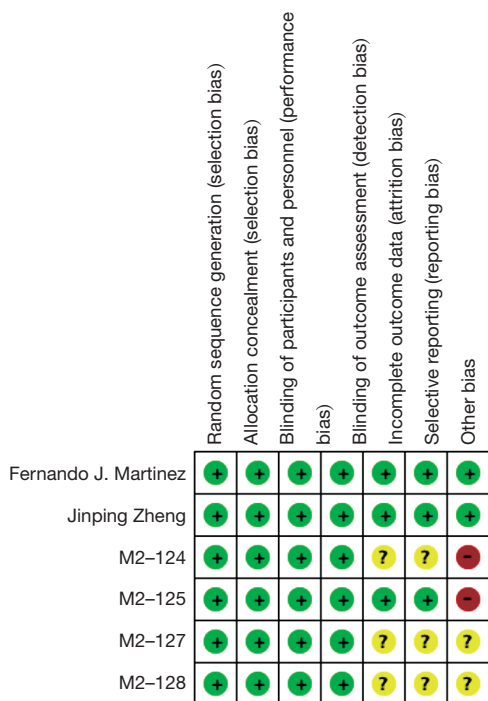 Random sequence generation (selection bias)
Allocation concealment (selection bias)
Blinding of participants and personnel (performance
bias)
Blinding of outcome assessment (detection bias)
Incomplete outcome data (attrition bias)
Selective reporting (reporting bias)
Other bias
Fernando J. Martinez + + + + + + +
Jinping Zheng + + + + + + +
M2–124 + + + + ? ? −
M2–125 + + + + + + −
M2–127 + + + + ? ? ?
M2–128 + + + + ? ? ?